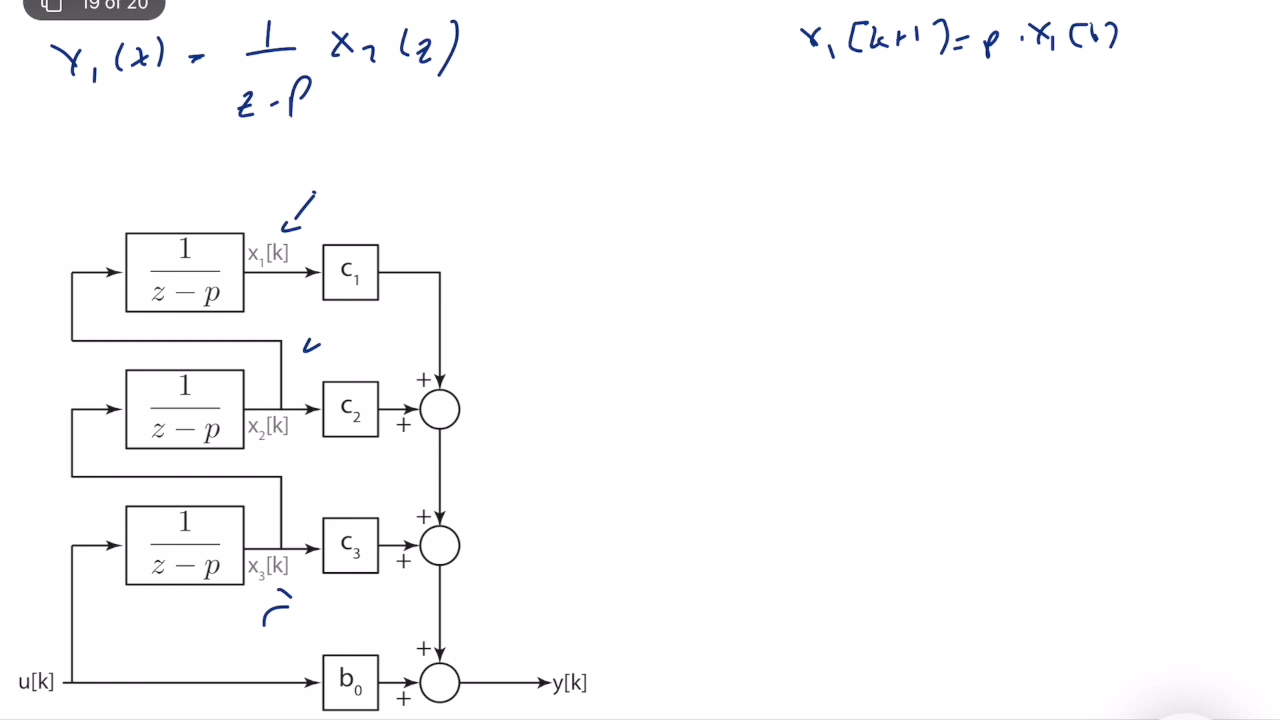 19 of 20
X₁(z) = 1/(z-p) X₂(z)
x₁[k+1] = p · x₁[k]
1/(z − p) x₁[k] c₁
+
1/(z − p) x₂[k] c₂ +
+
1/(z − p) x₃[k] c₃ +
+
u[k] b₀ + y[k]